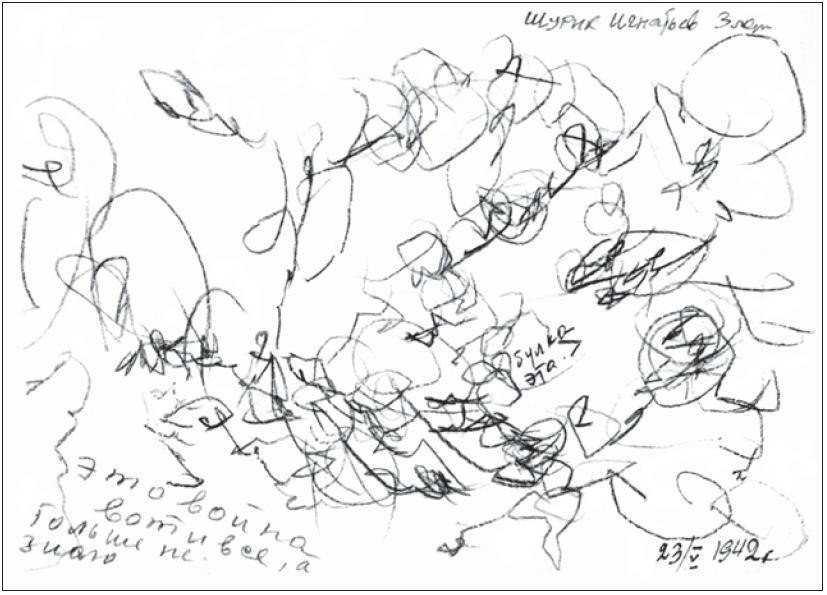 Шурик Игнатьев 3 лет
булка
эта
Это война
вот и все, а
больше не
знаю
23/V 1942 г.